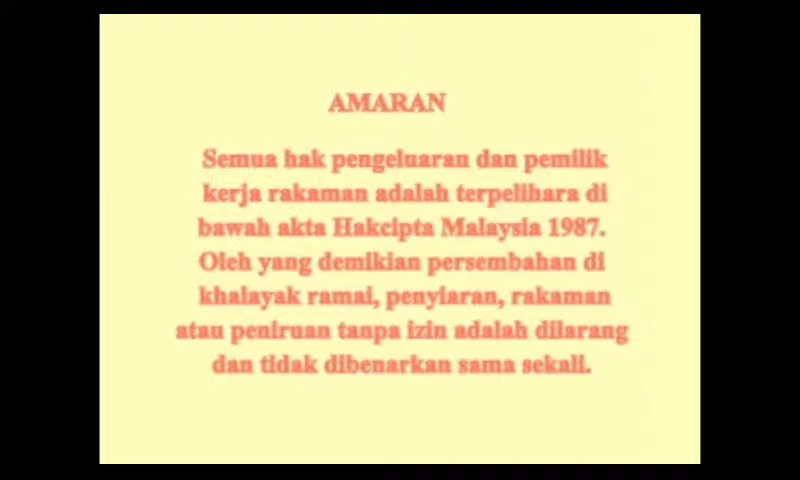 AMARAN
Semua hak pengeluaran dan pemilik
kerja rakaman adalah terpelihara di
bawah akta Hakcipta Malaysia 1987.
Oleh yang demikian persembahan di
khalayak ramai, penyiaran, rakaman
atau peniruan tanpa izin adalah dilarang
dan tidak dibenarkan sama sekali.